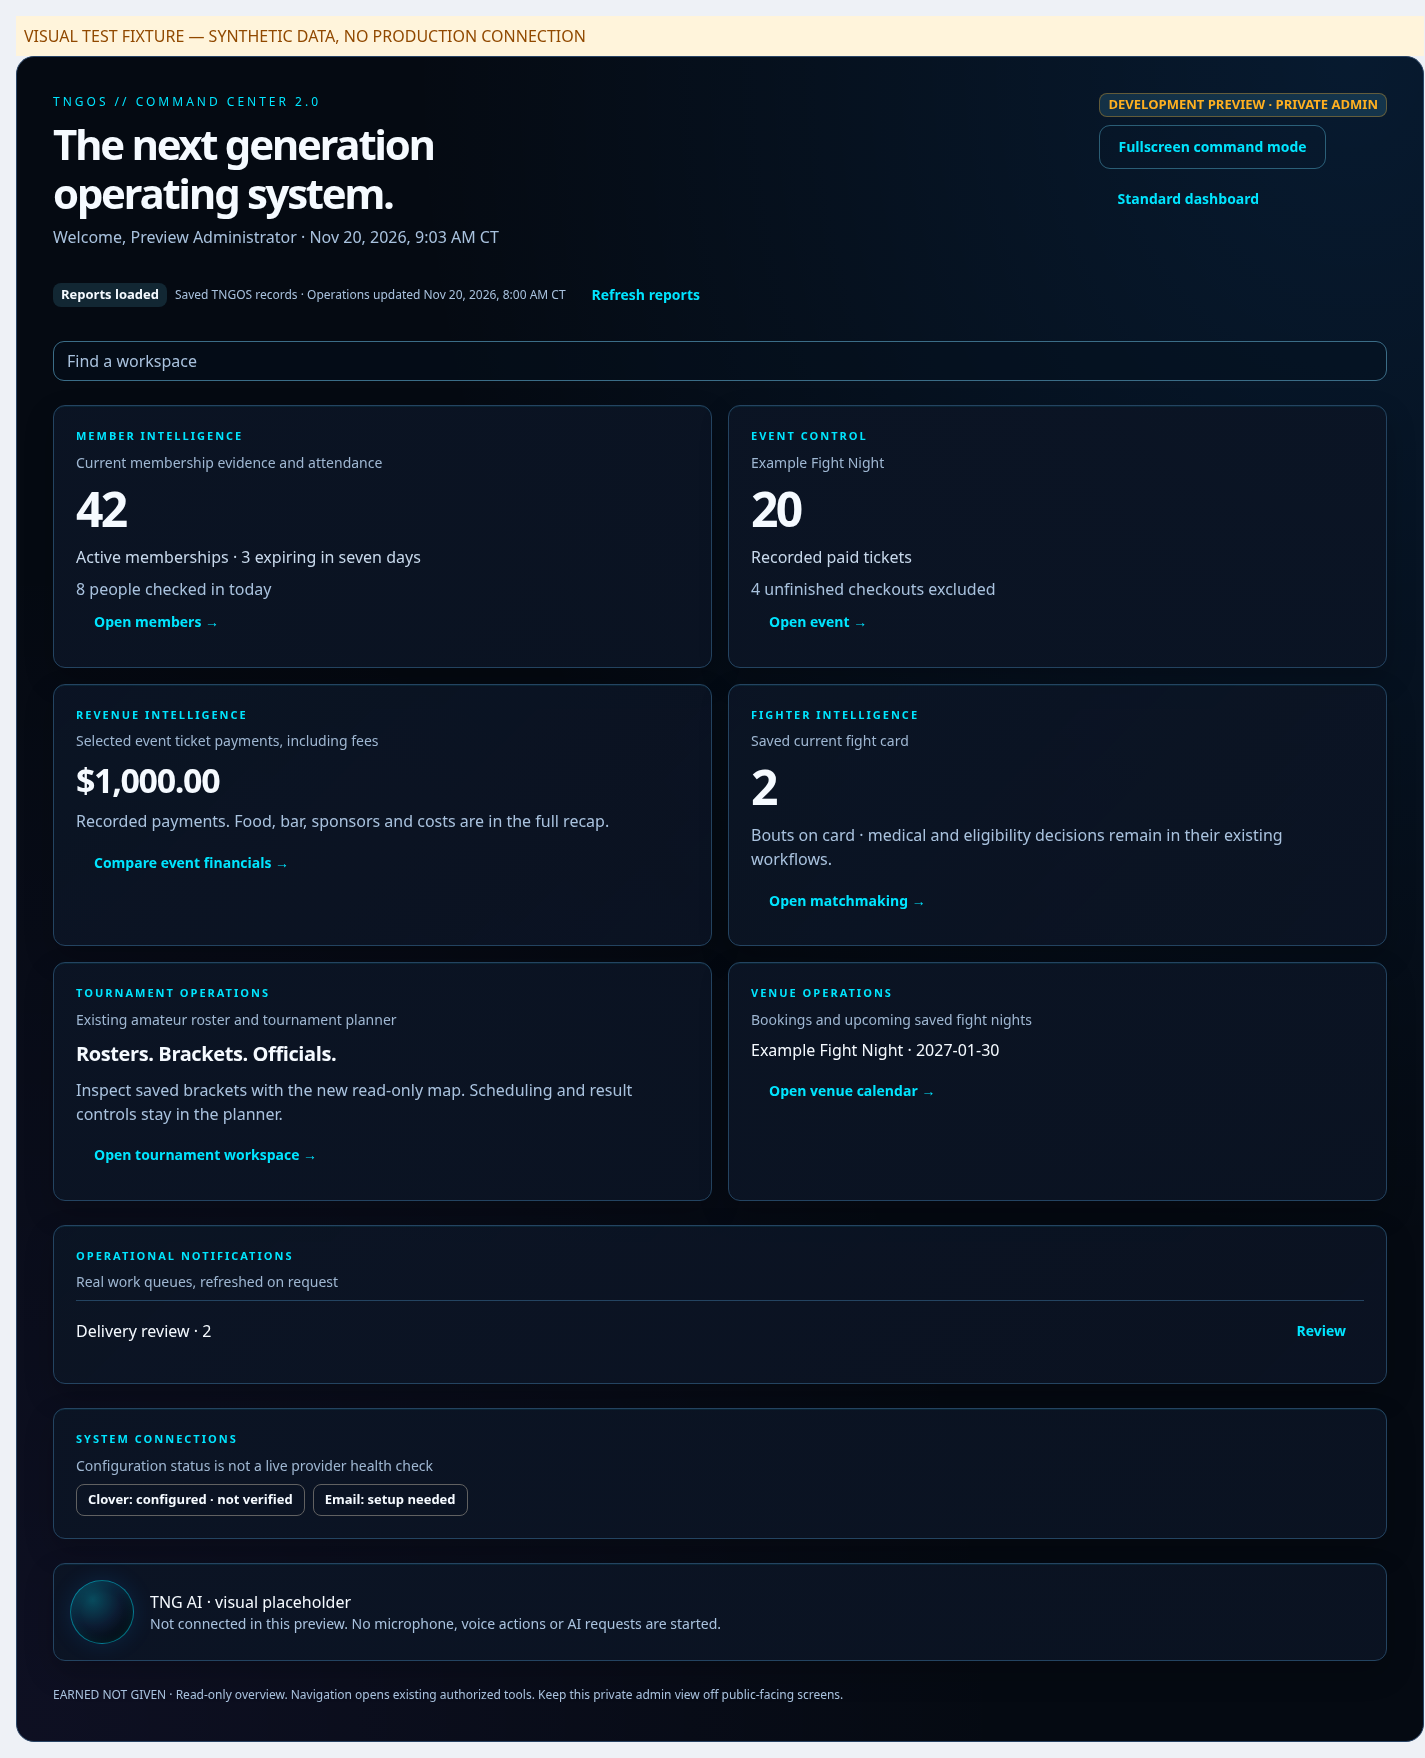 VISUAL TEST FIXTURE — SYNTHETIC DATA, NO PRODUCTION CONNECTION
TNGOS // COMMAND CENTER 2.0
The next generation
operating system.
Welcome, Preview Administrator · Nov 20, 2026, 9:03 AM CT
DEVELOPMENT PREVIEW · PRIVATE ADMIN
Fullscreen command mode
Standard dashboard
Reports loaded
Saved TNGOS records · Operations updated Nov 20, 2026, 8:00 AM CT
Refresh reports
Find a workspace
MEMBER INTELLIGENCE
Current membership evidence and attendance
42
Active memberships · 3 expiring in seven days
8 people checked in today
Open members →
EVENT CONTROL
Example Fight Night
20
Recorded paid tickets
4 unfinished checkouts excluded
Open event →
REVENUE INTELLIGENCE
Selected event ticket payments, including fees
$1,000.00
Recorded payments. Food, bar, sponsors and costs are in the full recap.
Compare event financials →
FIGHTER INTELLIGENCE
Saved current fight card
2
Bouts on card · medical and eligibility decisions remain in their existing
workflows.
Open matchmaking →
TOURNAMENT OPERATIONS
Existing amateur roster and tournament planner
Rosters. Brackets. Officials.
Inspect saved brackets with the new read-only map. Scheduling and result
controls stay in the planner.
Open tournament workspace →
VENUE OPERATIONS
Bookings and upcoming saved fight nights
Example Fight Night · 2027-01-30
Open venue calendar →
OPERATIONAL NOTIFICATIONS
Real work queues, refreshed on request
Delivery review · 2
Review
SYSTEM CONNECTIONS
Configuration status is not a live provider health check
Clover: configured · not verified
Email: setup needed
TNG AI · visual placeholder
Not connected in this preview. No microphone, voice actions or AI requests are started.
EARNED NOT GIVEN · Read-only overview. Navigation opens existing authorized tools. Keep this private admin view off public-facing screens.